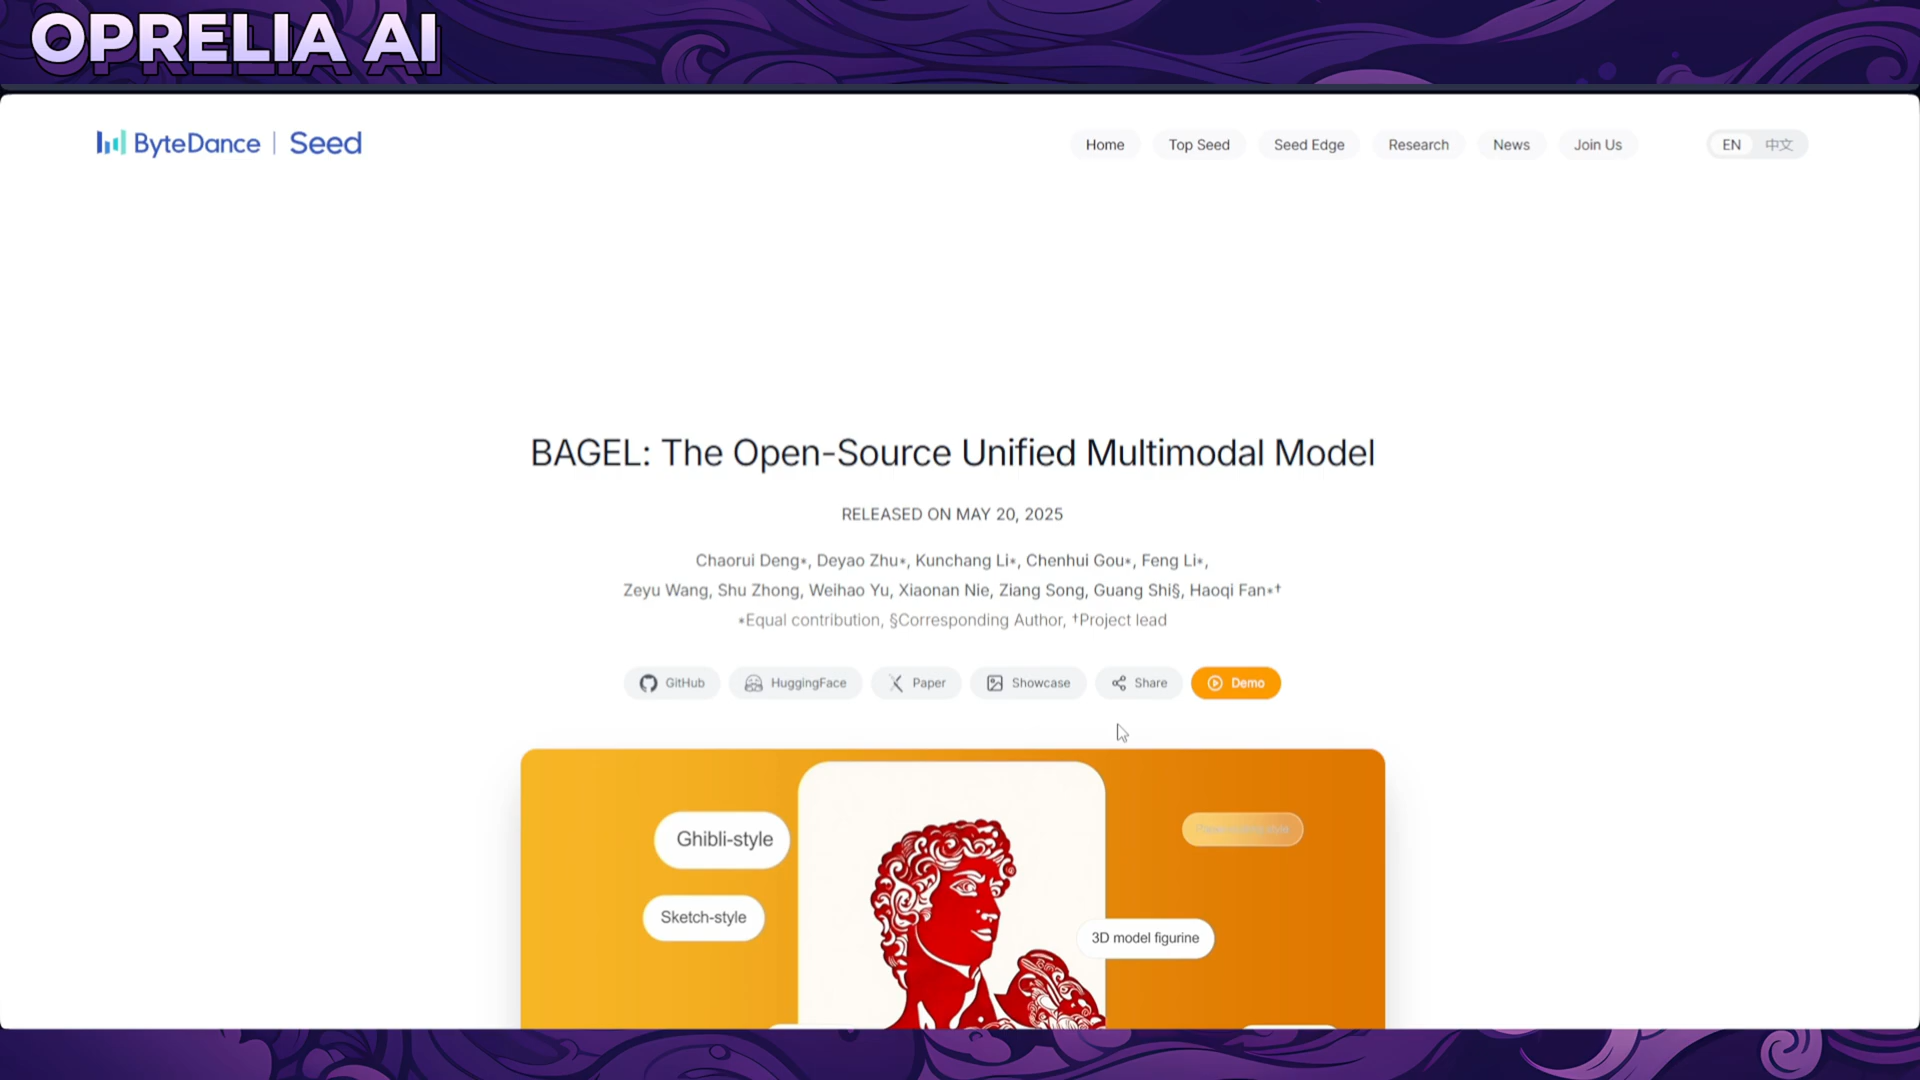 OPRELIA AI
ByteDance | Seed
Home
Top Seed
Seed Edge
Research
News
Join Us
EN
中文
BAGEL: The Open-Source Unified Multimodal Model
RELEASED ON MAY 20, 2025
Chaorui Deng*, Deyao Zhu*, Kunchang Li*, Chenhui Gou*, Feng Li*,
Zeyu Wang, Shu Zhong, Weihao Yu, Xiaonan Nie, Ziang Song, Guang Shi§, Haoqi Fan*†
*Equal contribution, §Corresponding Author, †Project lead
GitHub
HuggingFace
Paper
Showcase
Share
Demo
Ghibli-style
Sketch-style
3D model figurine